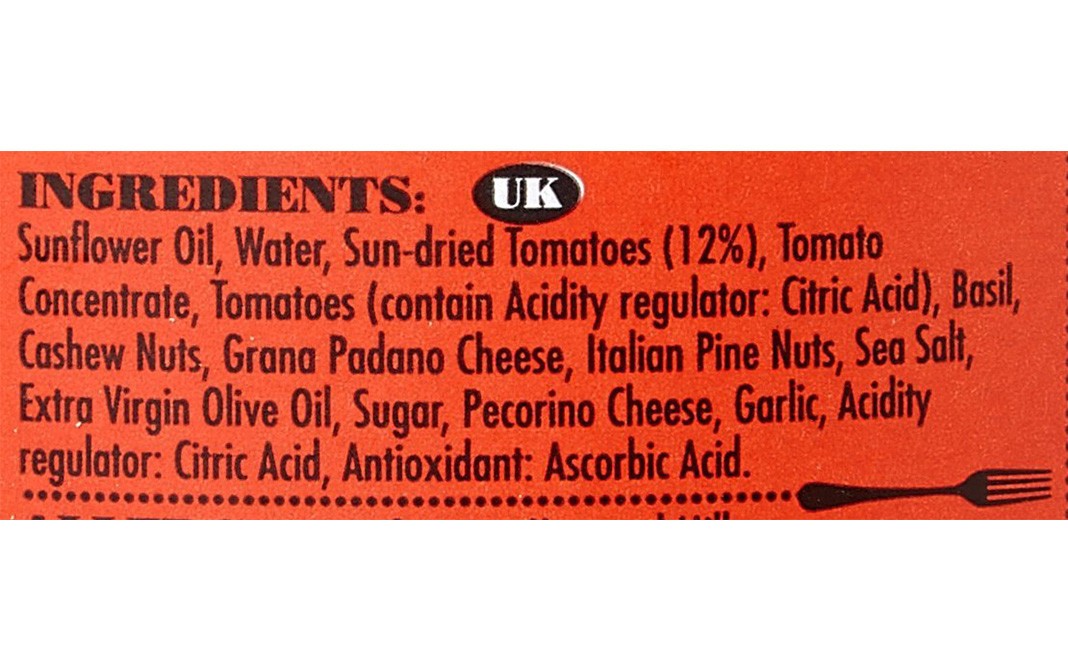 INGREDIENTS: UK
Sunflower Oil, Water, Sun-dried Tomatoes (12%), Tomato
Concentrate, Tomatoes (contain Acidity regulator: Citric Acid), Basil,
Cashew Nuts, Grana Padano Cheese, Italian Pine Nuts, Sea Salt,
Extra Virgin Olive Oil, Sugar, Pecorino Cheese, Garlic, Acidity
regulator: Citric Acid, Antioxidant: Ascorbic Acid.